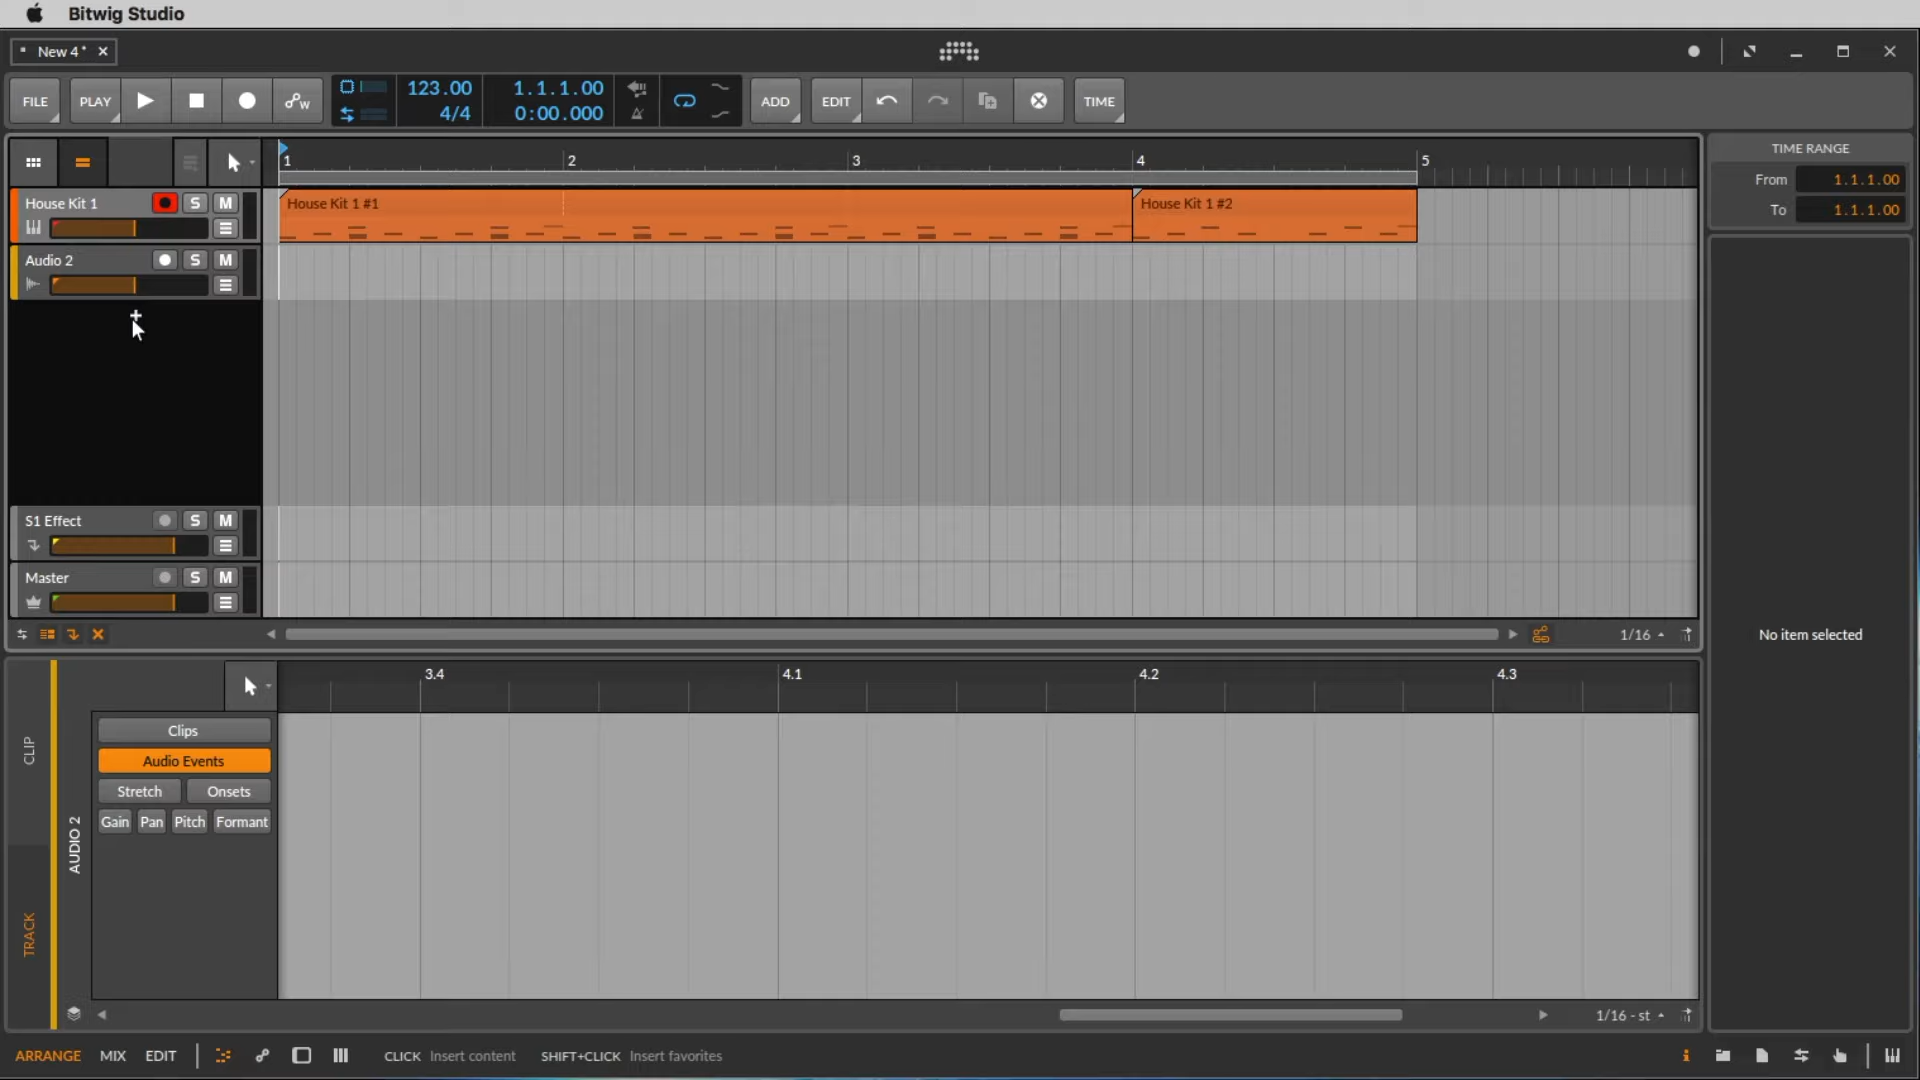 Bitwig Studio
New 4*
FILE
PLAY
W
123.00
4/4
1.1.1.00
0:00.000
ADD
EDIT
TIME
1
2
3
4
5
House Kit 1
S
M
House Kit 1 #1
House Kit 1 #2
Audio 2
S
M
S1 Effect
S
M
Master
S
M
1/16
TIME RANGE
From 1.1.1.00
To 1.1.1.00
No item selected
3.4
4.1
4.2
4.3
CLIP
TRACK
AUDIO 2
Clips
Audio Events
Stretch
Onsets
Gain
Pan
Pitch
Formant
1/16 - st
ARRANGE
MIX
EDIT
CLICK Insert content
SHIFT+CLICK Insert favorites